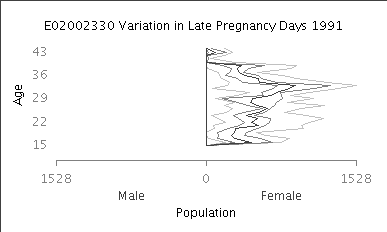 E02002330 Variation in Late Pregnancy Days 1991
43
36
29
22
15
Age
1528
0
1528
Male
Female
Population